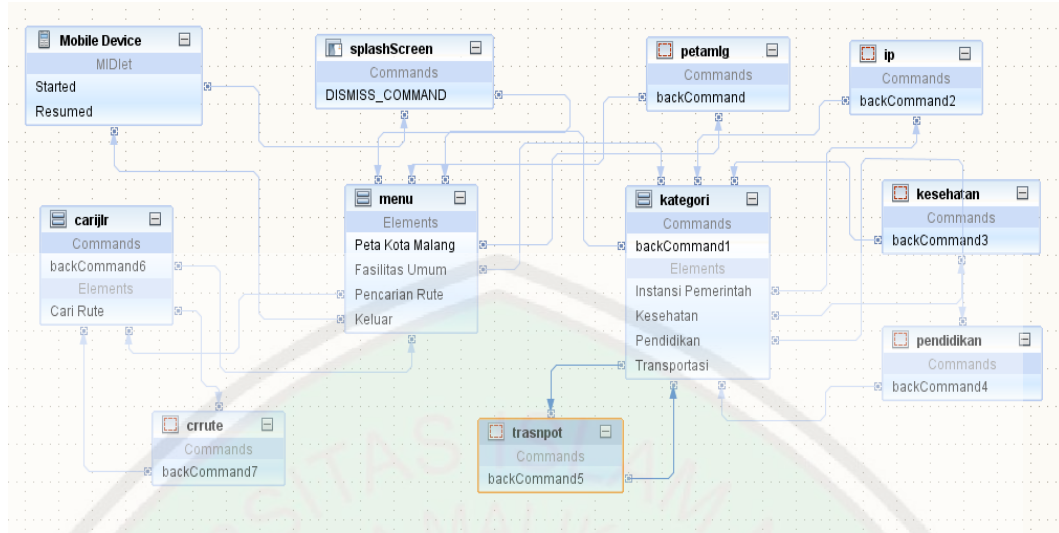 Mobile Device
MIDlet
Started
Resumed
splashScreen
Commands
DISMISS_COMMAND
petamlg
Commands
backCommand
ip
Commands
backCommand2
carijlr
Commands
backCommand6
Elements
Cari Rute
menu
Elements
Peta Kota Malang
Fasilitas Umum
Pencarian Rute
Keluar
kategori
Commands
backCommand1
Elements
Instansi Pemerintah
Kesehatan
Pendidikan
Transportasi
kesehatan
Commands
backCommand3
pendidikan
Commands
backCommand4
crrute
Commands
backCommand7
trasnpot
Commands
backCommand5